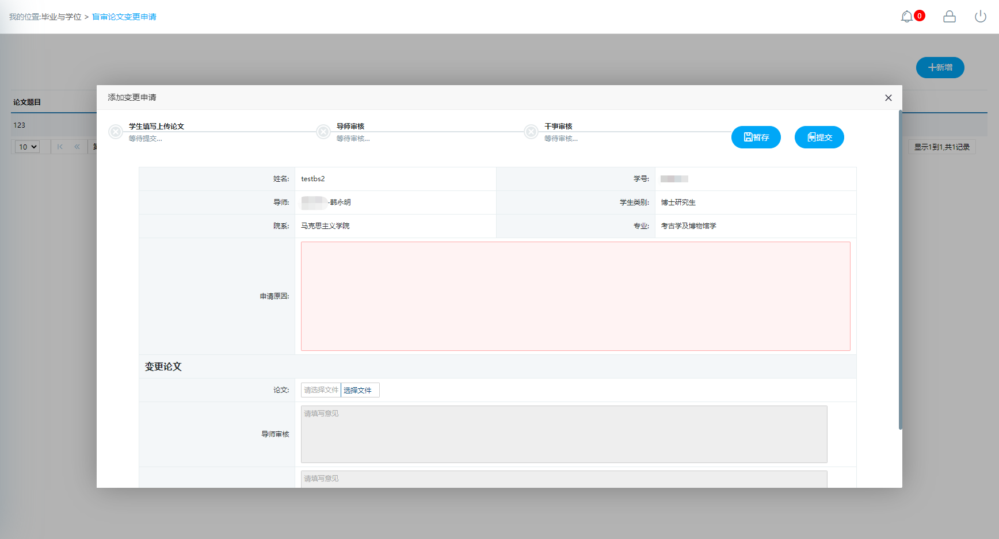 我的位置:毕业与学位 > 盲审论文变更申请
0
新增
论文题目
123
10
显示1到1,共1记录
添加变更申请
学生填写上传论文
等待提交...
导师审核
等待审核...
干事审核
等待审核...
暂存
提交
姓名: testbs2 学号:
导师: -韩永明 学生类别: 博士研究生
院系: 马克思主义学院 专业: 考古学及博物馆学
申请原因:
变更论文
论文: 请选择文件 选择文件
导师审核 请填写意见
请填写意见